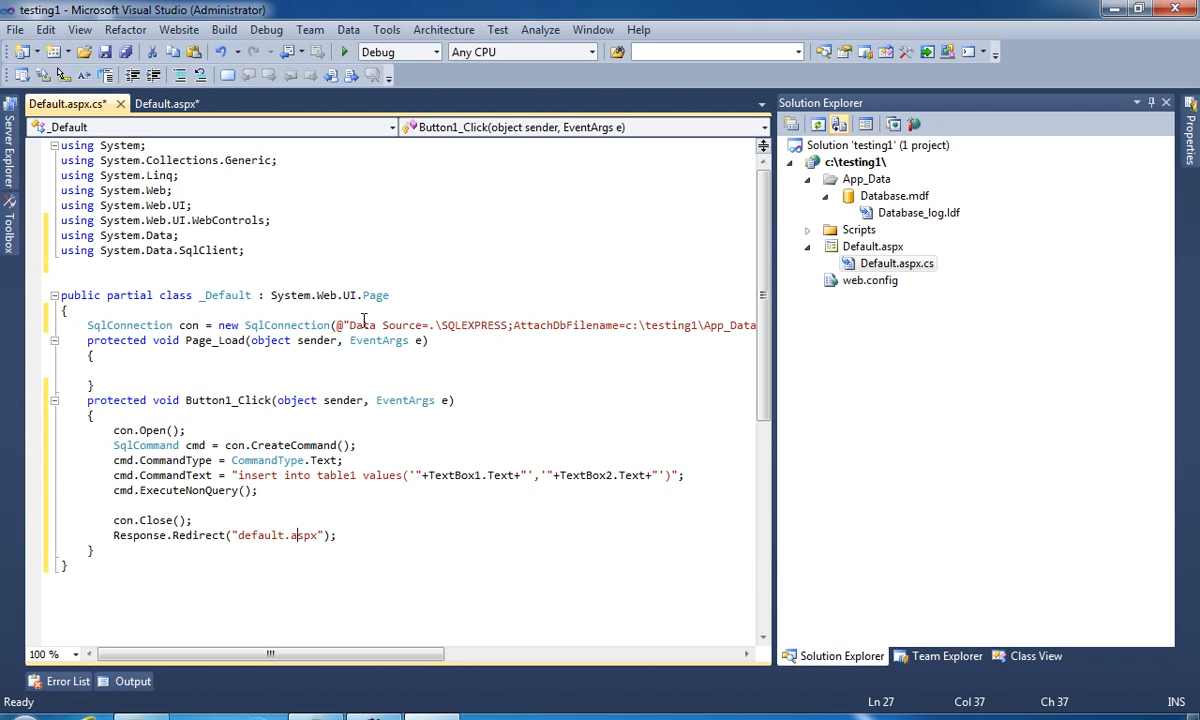 testing1 - Microsoft Visual Studio (Administrator)
File Edit View Refactor Website Build Debug Team Data Tools Architecture Test Analyze Window Help
Debug Any CPU
Default.aspx.cs* Default.aspx*
_Default Button1_Click(object sender, EventArgs e)
using System;
using System.Collections.Generic;
using System.Linq;
using System.Web;
using System.Web.UI;
using System.Web.UI.WebControls;
using System.Data;
using System.Data.SqlClient;
public partial class _Default : System.Web.UI.Page
{
SqlConnection con = new SqlConnection(@"Data Source=.\SQLEXPRESS;AttachDbFilename=c:\testing1\App_Data
protected void Page_Load(object sender, EventArgs e)
{
}
protected void Button1_Click(object sender, EventArgs e)
{
con.Open();
SqlCommand cmd = con.CreateCommand();
cmd.CommandType = CommandType.Text;
cmd.CommandText = "insert into table1 values('"+TextBox1.Text+"','"+TextBox2.Text+"')";
cmd.ExecuteNonQuery();
con.Close();
Response.Redirect("default.aspx");
}
}
100 %
Error List Output
Ready Ln 27 Col 37 Ch 37 INS
Server Explorer
Toolbox
Solution Explorer
Solution 'testing1' (1 project)
c:\testing1\
App_Data
Database.mdf
Database_log.ldf
Scripts
Default.aspx
Default.aspx.cs
web.config
Solution Explorer Team Explorer Class View
Properties